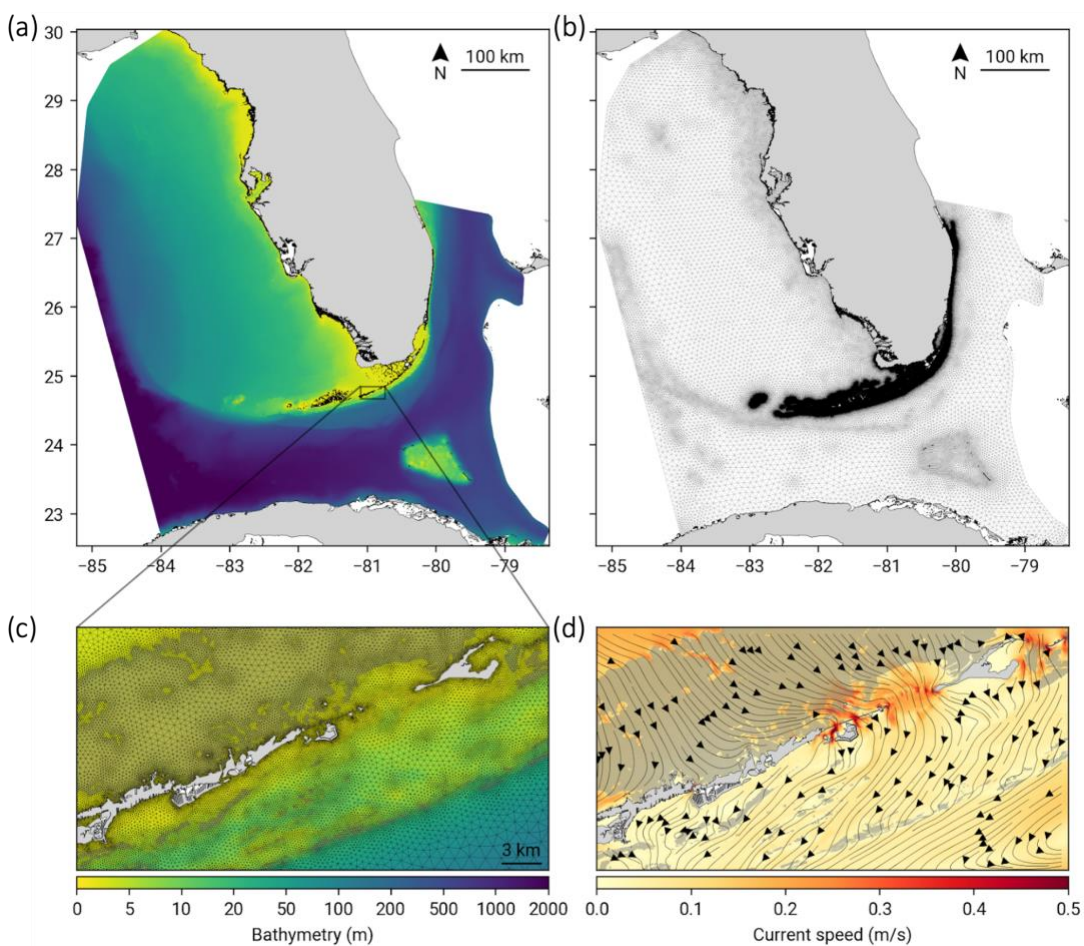 (a)
(b)
30
29
28
27
26
25
24
23
N
100 km
N
100 km
−85 −84 −83 −82 −81 −80 −79
−85 −84 −83 −82 −81 −80 −79
(c)
(d)
3 km
0 5 10 20 50 100 200 500 1000 2000
Bathymetry (m)
0.0 0.1 0.2 0.3 0.4 0.5
Current speed (m/s)